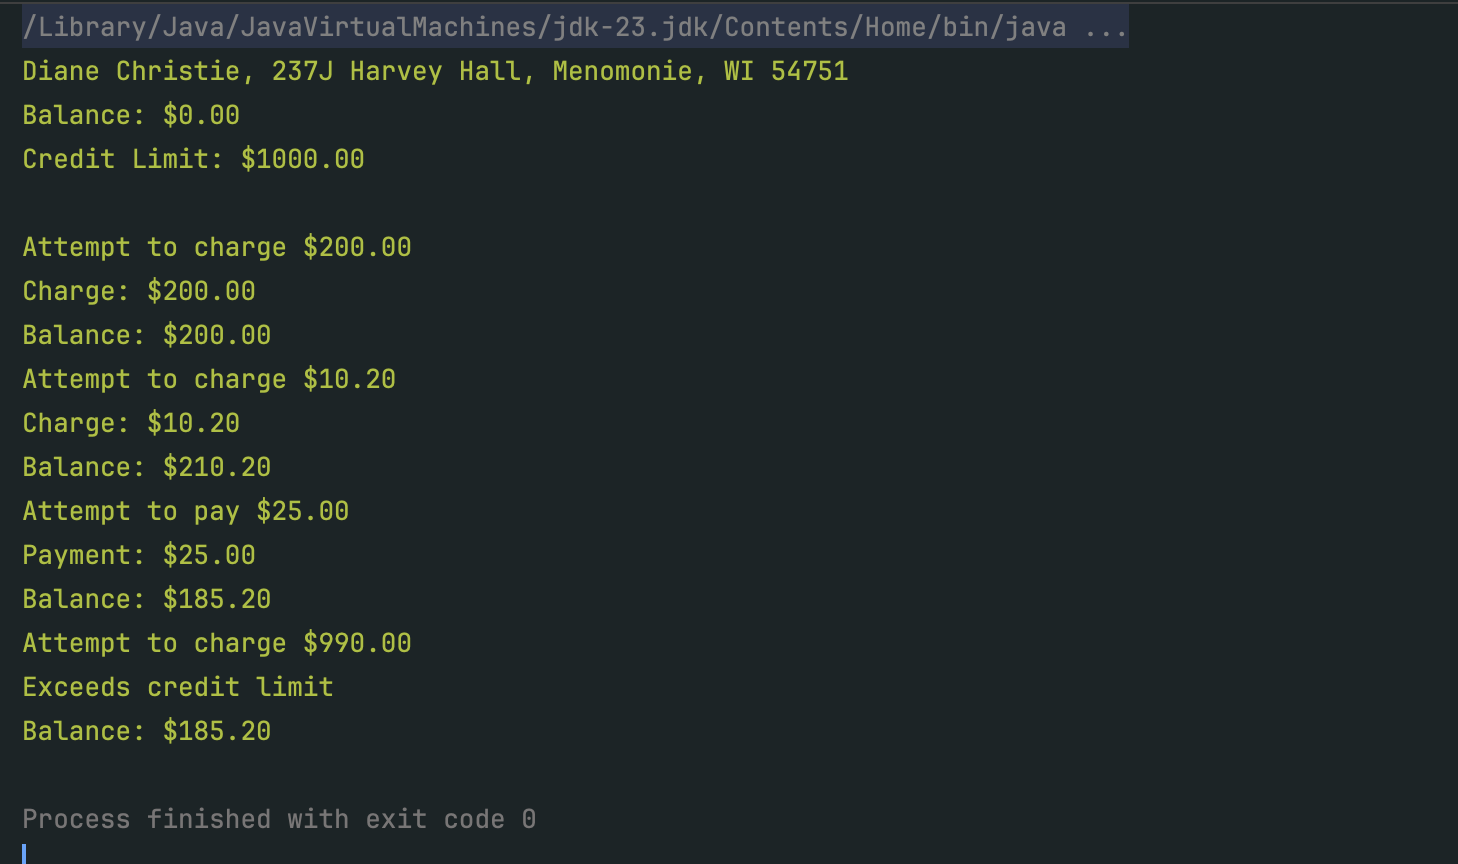 /Library/Java/JavaVirtualMachines/jdk-23.jdk/Contents/Home/bin/java ...
Diane Christie, 237J Harvey Hall, Menomonie, WI 54751
Balance: $0.00
Credit Limit: $1000.00
Attempt to charge $200.00
Charge: $200.00
Balance: $200.00
Attempt to charge $10.20
Charge: $10.20
Balance: $210.20
Attempt to pay $25.00
Payment: $25.00
Balance: $185.20
Attempt to charge $990.00
Exceeds credit limit
Balance: $185.20
Process finished with exit code 0